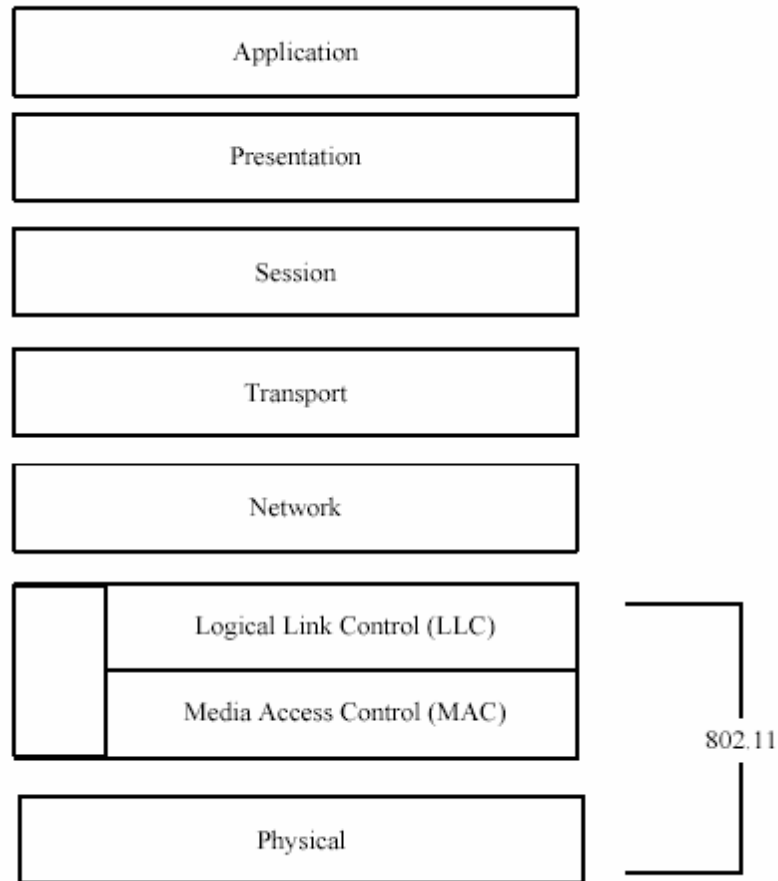 Application
Presentation
Session
Transport
Network
Logical Link Control (LLC)
Media Access Control (MAC)
802.11
Physical